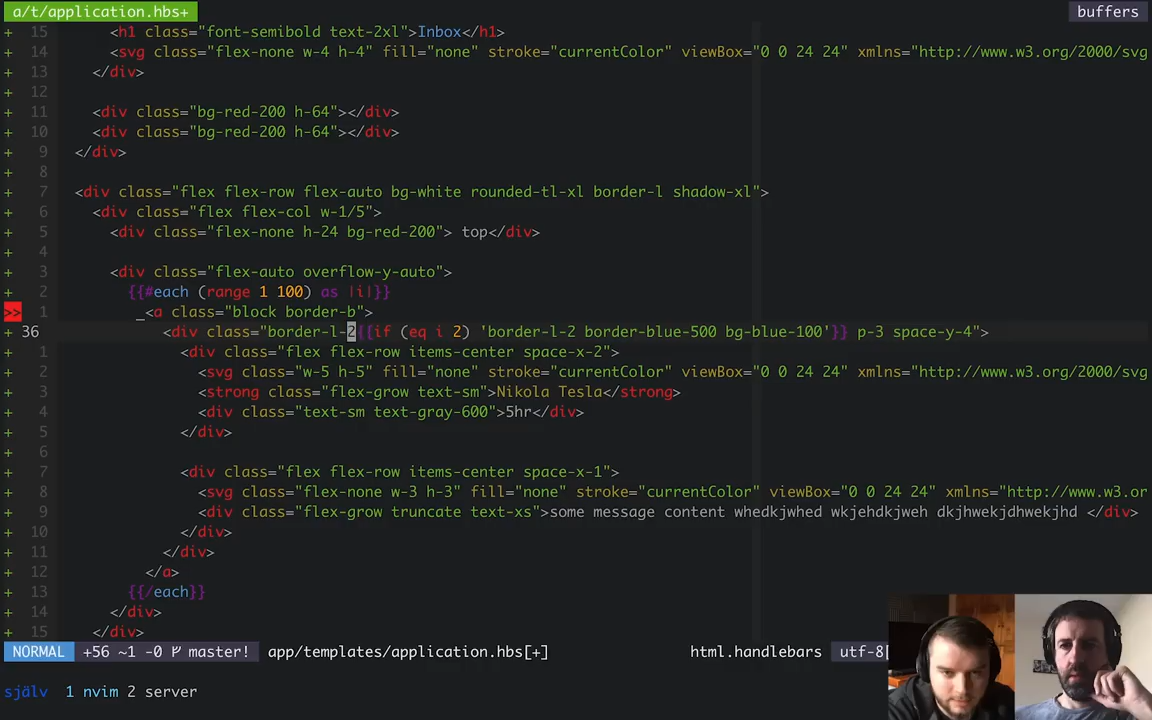 a/t/application.hbs+ buffers
+ 15 <h1 class="font-semibold text-2xl">Inbox</h1>
+ 14 <svg class="flex-none w-4 h-4" fill="none" stroke="currentColor" viewBox="0 0 24 24" xmlns="http://www.w3.org/2000/svg
+ 13 </div>
+ 12
+ 11 <div class="bg-red-200 h-64"></div>
+ 10 <div class="bg-red-200 h-64"></div>
+ 9 </div>
+ 8
+ 7 <div class="flex flex-row flex-auto bg-white rounded-tl-xl border-l shadow-xl">
+ 6 <div class="flex flex-col w-1/5">
+ 5 <div class="flex-none h-24 bg-red-200"> top</div>
+ 4
+ 3 <div class="flex-auto overflow-y-auto">
+ 2 {{#each (range 1 100) as |i|}}
>> 1 _<a class="block border-b">
+ 36 <div class="border-l-2{{if (eq i 2) 'border-l-2 border-blue-500 bg-blue-100'}} p-3 space-y-4">
+ 1 <div class="flex flex-row items-center space-x-2">
+ 2 <svg class="w-5 h-5" fill="none" stroke="currentColor" viewBox="0 0 24 24" xmlns="http://www.w3.org/2000/svg
+ 3 <strong class="flex-grow text-sm">Nikola Tesla</strong>
+ 4 <div class="text-sm text-gray-600">5hr</div>
+ 5 </div>
+ 6
+ 7 <div class="flex flex-row items-center space-x-1">
+ 8 <svg class="flex-none w-3 h-3" fill="none" stroke="currentColor" viewBox="0 0 24 24" xmlns="http://www.w3.or
+ 9 <div class="flex-grow truncate text-xs">some message content whedkjwhed wkjehdkjweh dkjhwekjdhwekjhd </div>
+ 10 </div>
+ 11 </div>
+ 12 </a>
+ 13 {{/each}}
+ 14 </div>
+ 15 </div>
NORMAL +56 ~1 -0 master! app/templates/application.hbs[+] html.handlebars utf-8[
själv 1 nvim 2 server